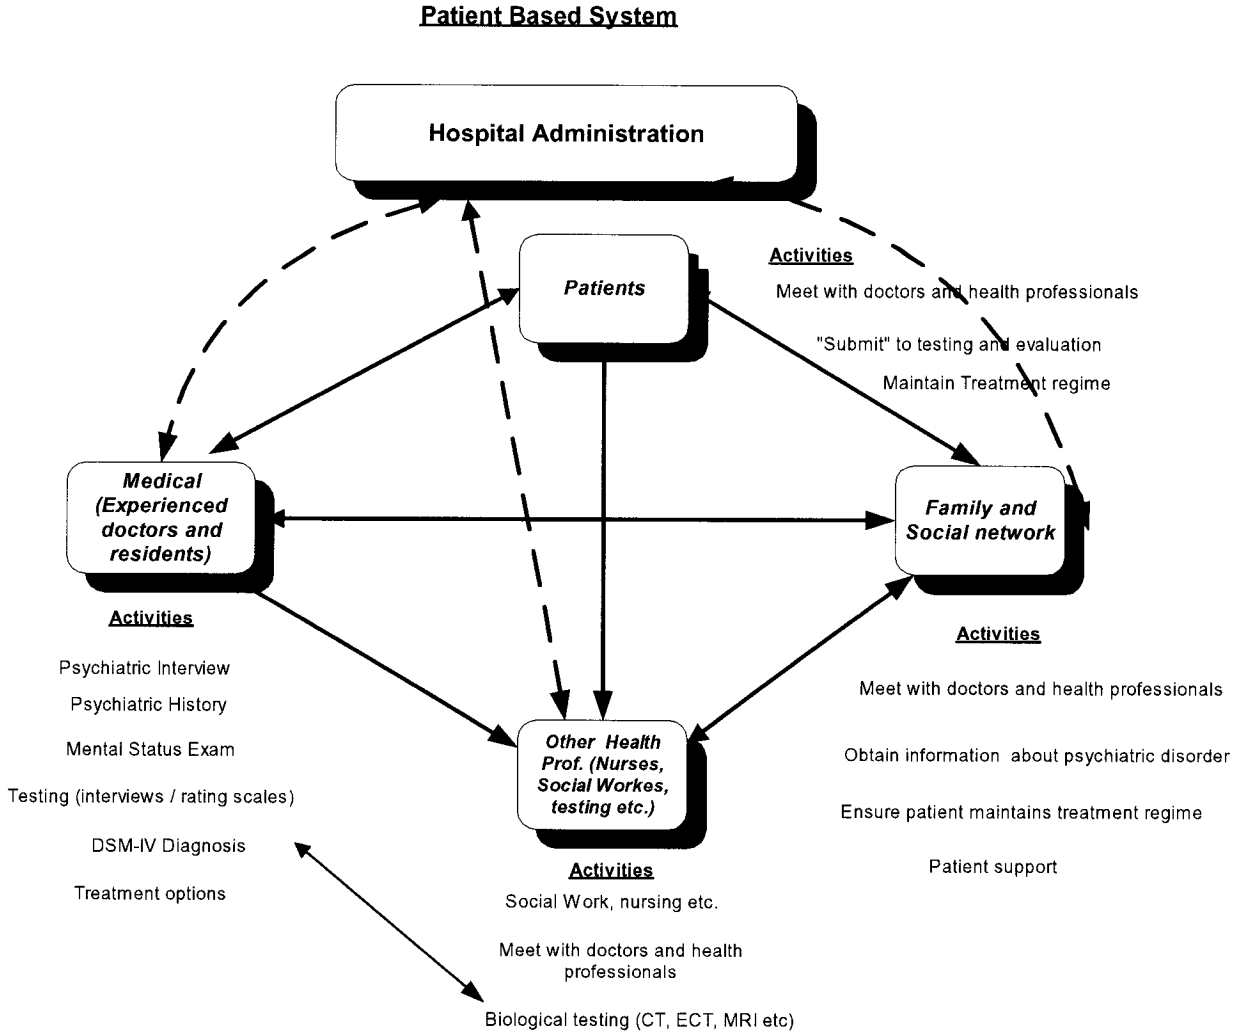 Patient Based System
Hospital Administration
Patients
Activities
Meet with doctors and health professionals
"Submit" to testing and evaluation
Maintain Treatment regime
Medical
(Experienced
doctors and
residents)
Family and
Social network
Activities
Psychiatric Interview
Psychiatric History
Mental Status Exam
Testing (interviews / rating scales)
DSM-IV Diagnosis
Treatment options
Other Health
Prof. (Nurses,
Social Workes,
testing etc.)
Activities
Social Work, nursing etc.
Meet with doctors and health
professionals
Biological testing (CT, ECT, MRI etc)
Activities
Meet with doctors and health professionals
Obtain information about psychiatric disorder
Ensure patient maintains treatment regime
Patient support